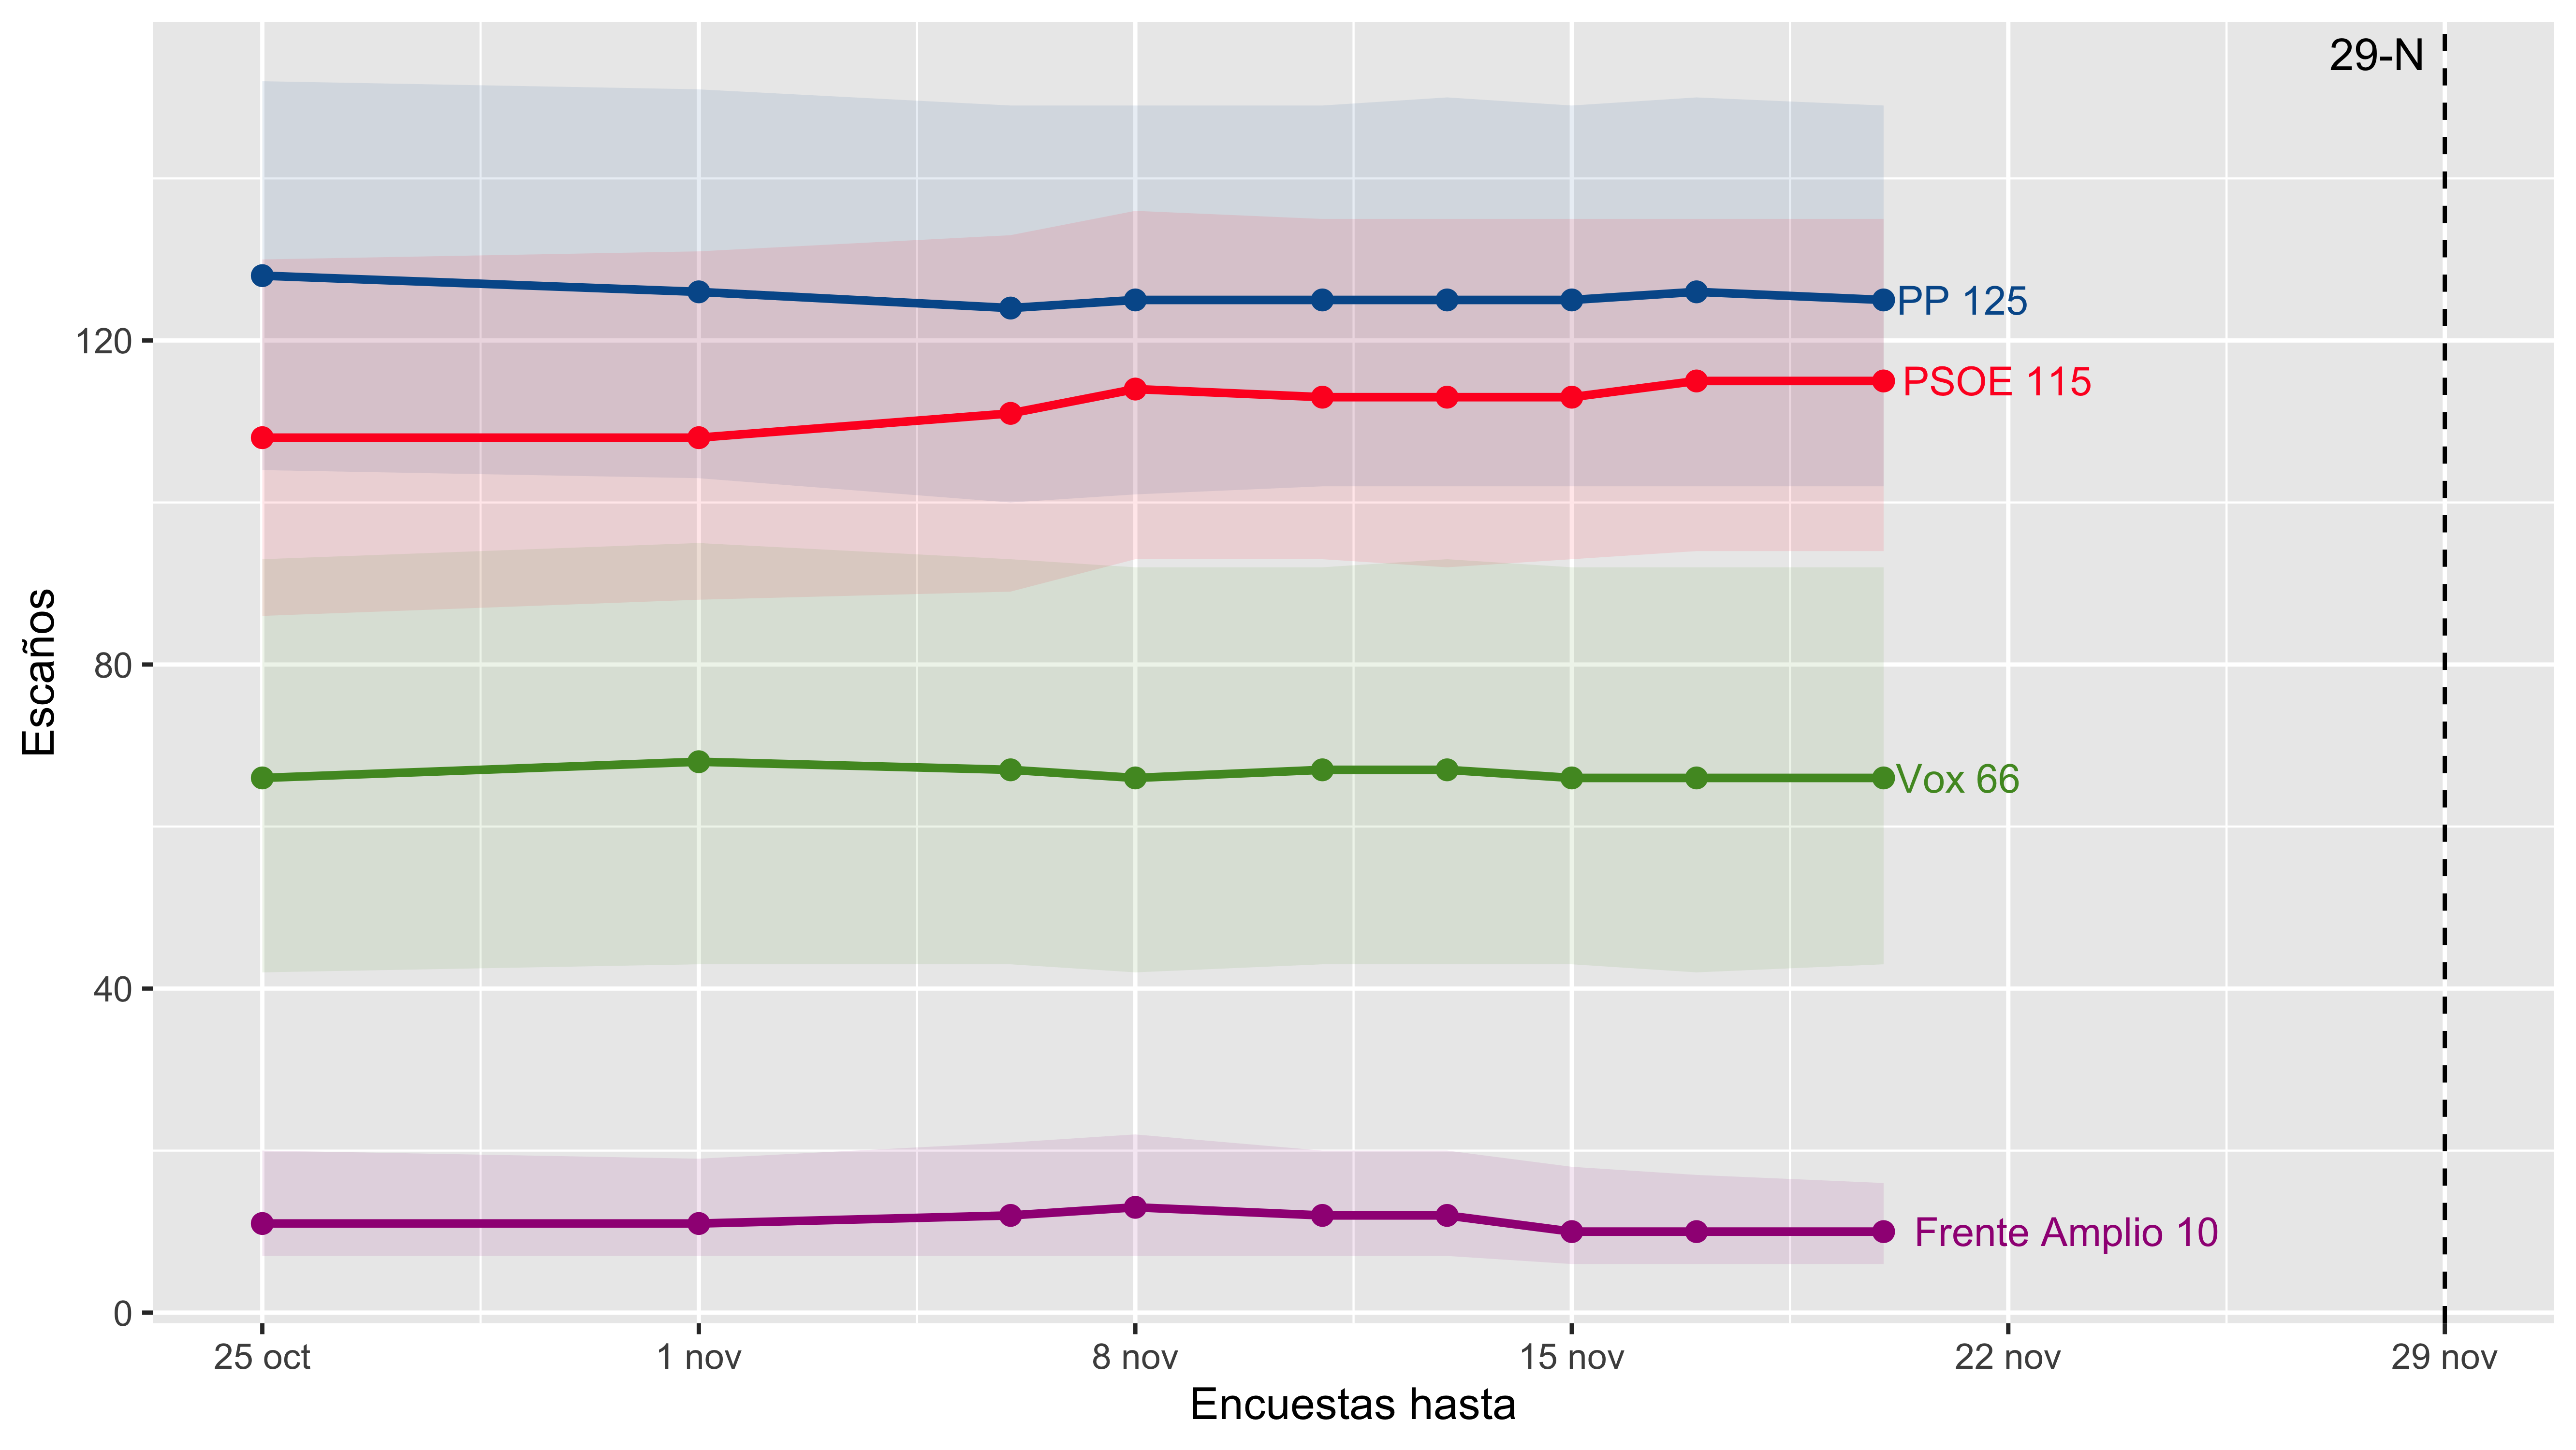 29-N
PP 125
120
PSOE 115
Escaños
80
Vox 66
40
Frente Amplio 10
0
25 oct
1 nov
8 nov
15 nov
22 nov
29 nov
Encuestas hasta